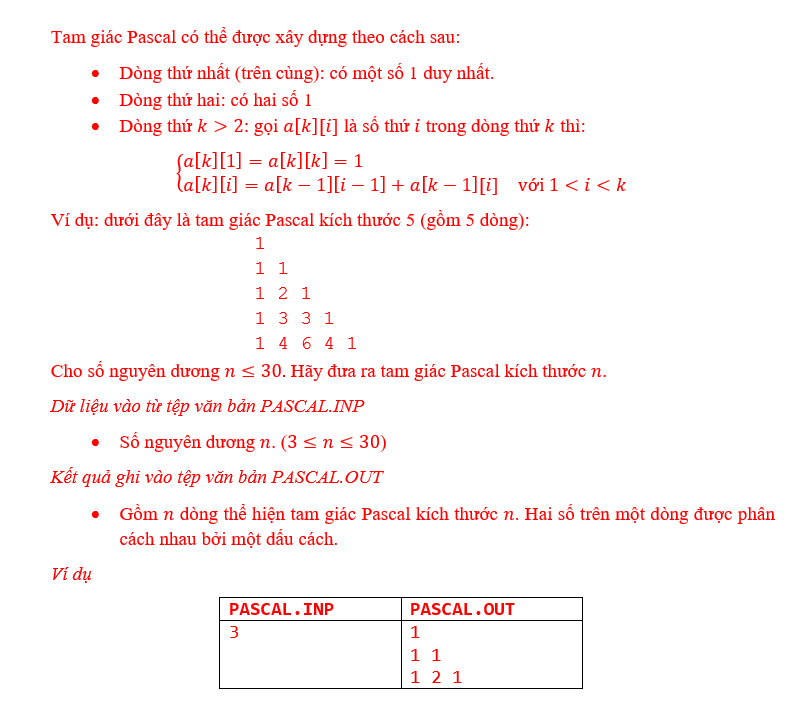 Tam giác Pascal có thể được xây dựng theo cách sau:
• Dòng thứ nhất (trên cùng): có một số 1 duy nhất.
• Dòng thứ hai: có hai số 1
• Dòng thứ k > 2: gọi a[k][i] là số thứ i trong dòng thứ k thì:
{a[k][1] = a[k][k] = 1
a[k][i] = a[k − 1][i − 1] + a[k − 1][i] với 1 < i < k
Ví dụ: dưới đây là tam giác Pascal kích thước 5 (gồm 5 dòng):
1
1 1
1 2 1
1 3 3 1
1 4 6 4 1
Cho số nguyên dương n ≤ 30. Hãy đưa ra tam giác Pascal kích thước n.
Dữ liệu vào từ tệp văn bản PASCAL.INP
• Số nguyên dương n. (3 ≤ n ≤ 30)
Kết quả ghi vào tệp văn bản PASCAL.OUT
• Gồm n dòng thể hiện tam giác Pascal kích thước n. Hai số trên một dòng được phân
cách nhau bởi một dấu cách.
Ví dụ
PASCAL.INP PASCAL.OUT
3 1
1 1
1 2 1